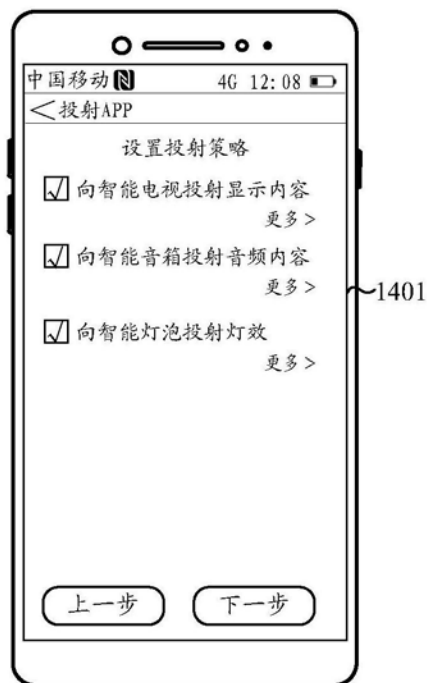 中国移动 4G 12:08
<投射APP
设置投射策略
向智能电视投射显示内容
更多>
向智能音箱投射音频内容
更多>
1401
向智能灯泡投射灯效
更多>
上一步 下一步